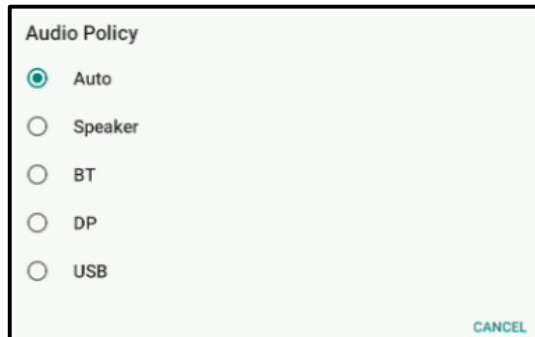 Audio Policy
Auto
Speaker
BT
DP
USB
CANCEL